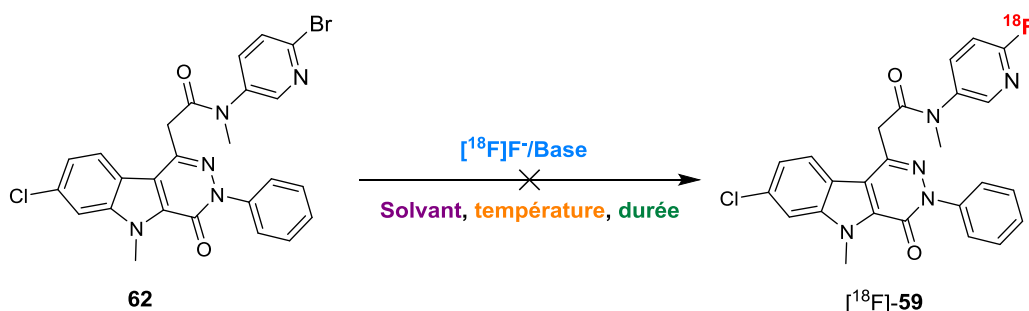 Br
N
O
N
N
N
Cl
N
O
62
[¹⁸F]F⁻/Base
Solvant, température, durée
¹⁸F
N
O
N
N
N
Cl
N
O
[¹⁸F]-59